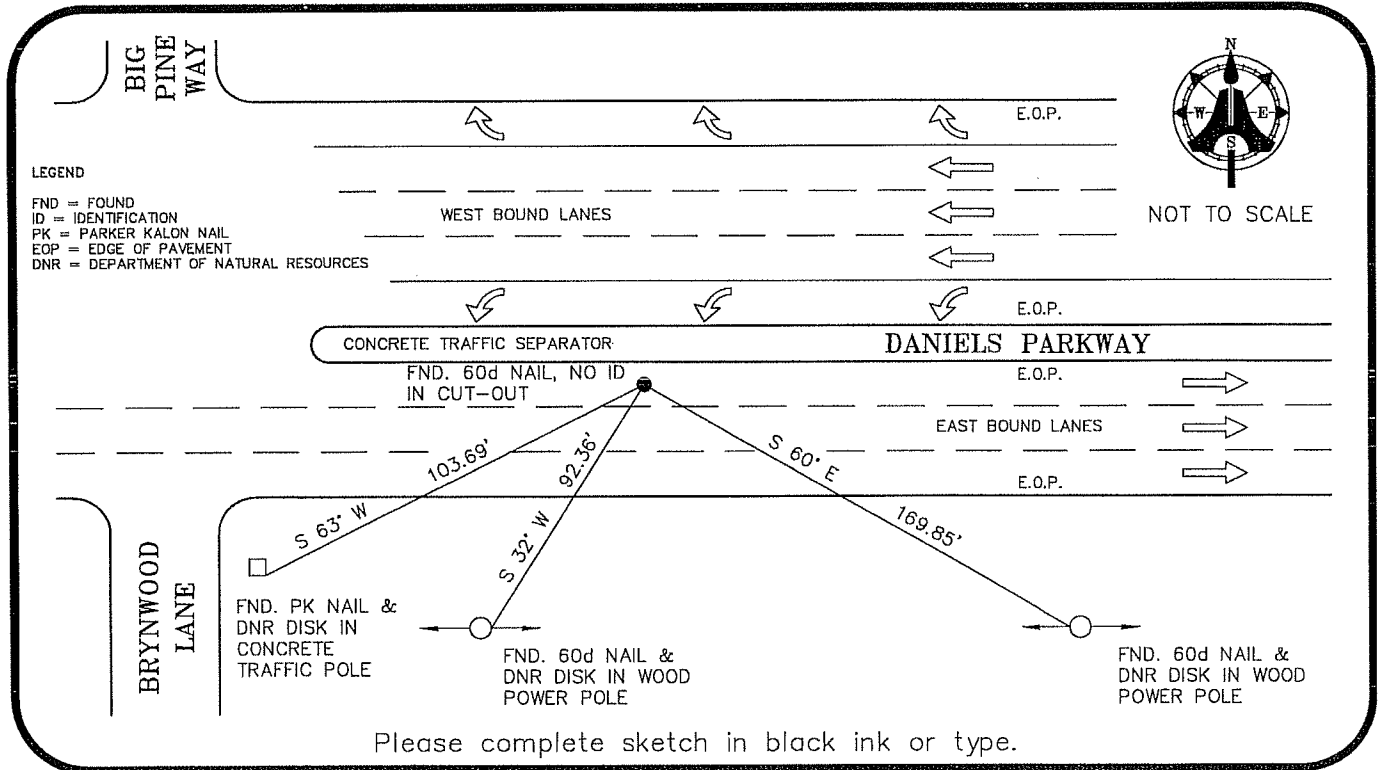 BIG
PINE
WAY
N
W
E
S
NOT TO SCALE
E.O.P.
LEGEND
FND = FOUND
ID = IDENTIFICATION
PK = PARKER KALON NAIL
EOP = EDGE OF PAVEMENT
DNR = DEPARTMENT OF NATURAL RESOURCES
WEST BOUND LANES
E.O.P.
CONCRETE TRAFFIC SEPARATOR
DANIELS PARKWAY
FND. 60d NAIL, NO ID
IN CUT-OUT
E.O.P.
EAST BOUND LANES
E.O.P.
S 63° W
103.69'
S 32° W
92.36'
S 60° E
169.85'
BRYNWOOD
LANE
FND. PK NAIL &
DNR DISK IN
CONCRETE
TRAFFIC POLE
FND. 60d NAIL &
DNR DISK IN WOOD
POWER POLE
FND. 60d NAIL &
DNR DISK IN WOOD
POWER POLE
Please complete sketch in black ink or type.